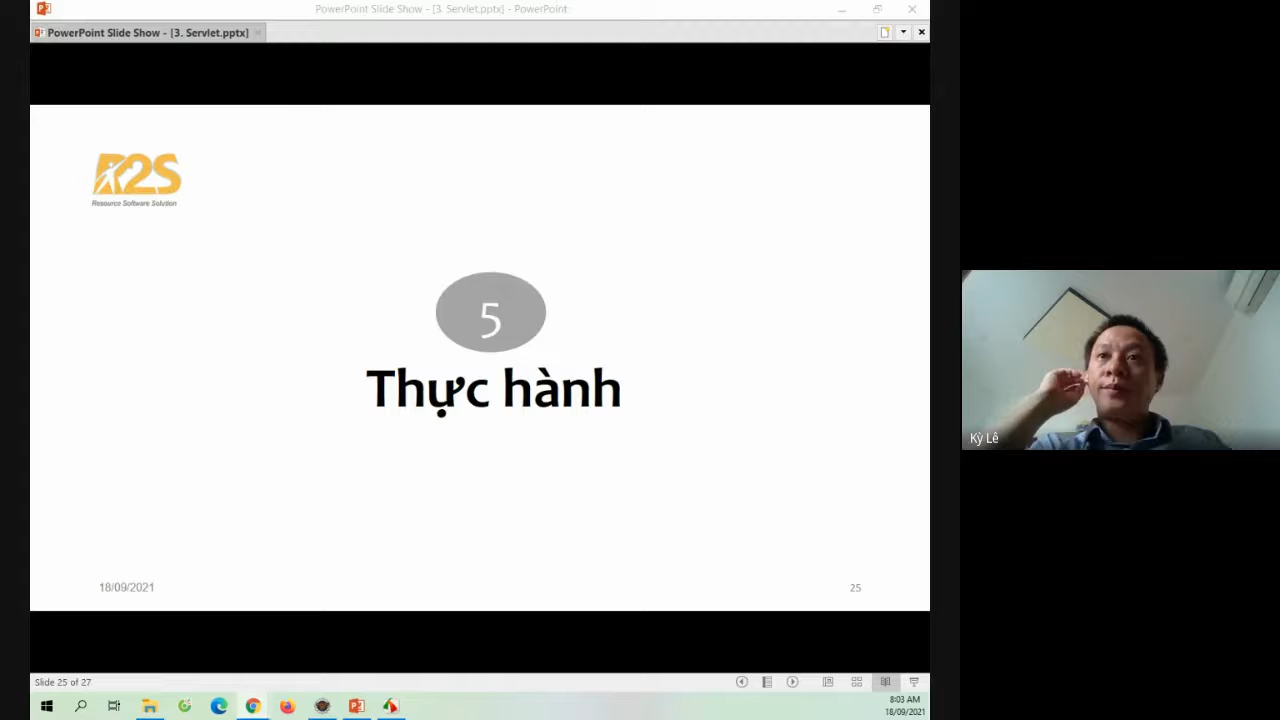 PowerPoint Slide Show - [3. Servlet.pptx] - PowerPoint
PowerPoint Slide Show - [3. Servlet.pptx]
R2S
Resource Software Solution
5
Thực hành
Kỳ Lê
18/09/2021
25
Slide 25 of 27
8:03 AM
18/09/2021